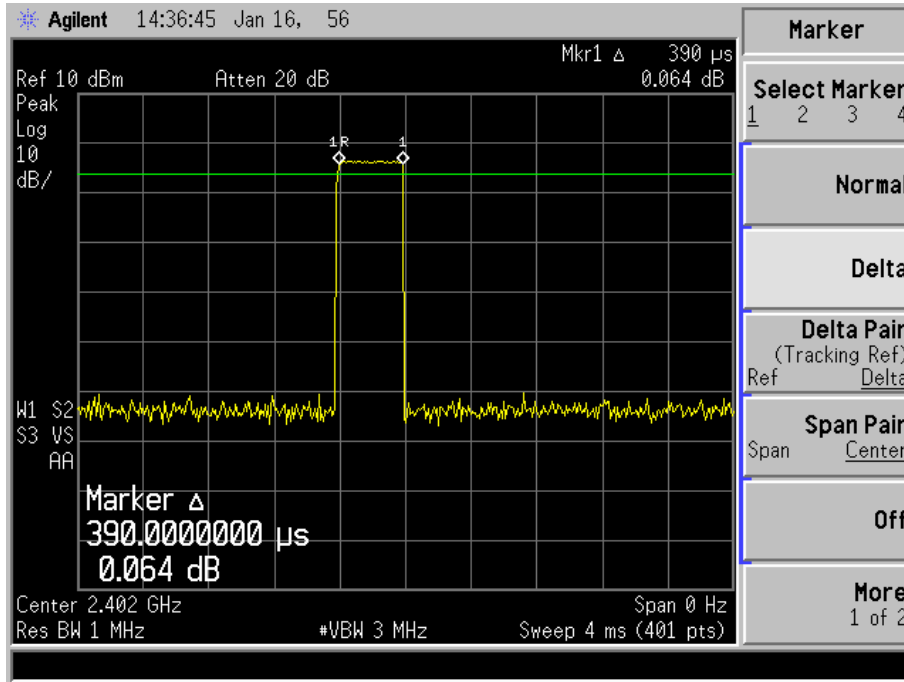 Agilent 14:36:45 Jan 16, 56
Mkr1 Δ 390 µs
Ref 10 dBm Atten 20 dB 0.064 dB
Peak
Log
10
dB/
1R 1
W1 S2
S3 VS
AA
Marker Δ
390.0000000 µs
0.064 dB
Center 2.402 GHz Span 0 Hz
Res BW 1 MHz #VBW 3 MHz Sweep 4 ms (401 pts)
Marker
Select Marker
1 2 3 4
Normal
Delta
Delta Pair
(Tracking Ref)
Ref Delta
Span Pair
Span Center
Off
More
1 of 2